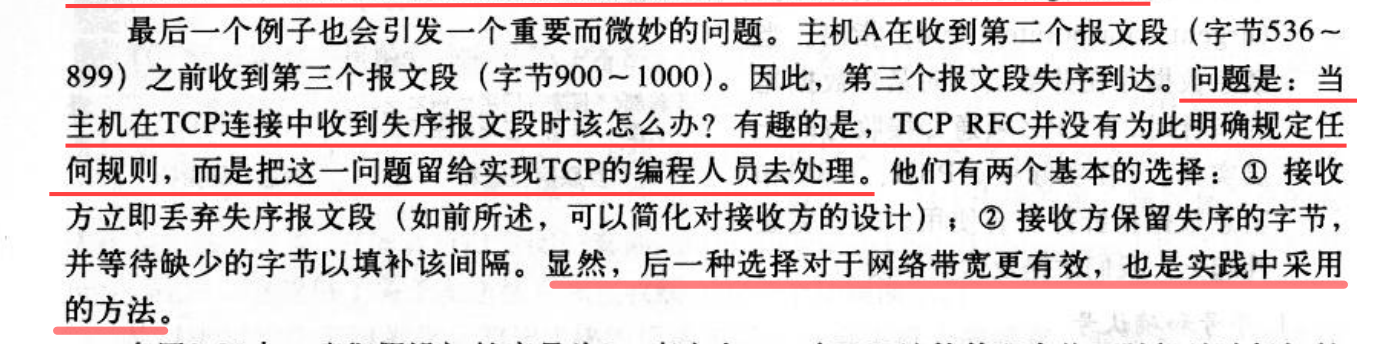 最后一个例子也会引发一个重要而微妙的问题。主机A在收到第二个报文段（字节536～
899）之前收到第三个报文段（字节900～1000）。因此，第三个报文段失序到达。问题是：当
主机在TCP连接中收到失序报文段时该怎么办？有趣的是，TCP RFC并没有为此明确规定任
何规则，而是把这一问题留给实现TCP的编程人员去处理。他们有两个基本的选择：① 接收
方立即丢弃失序报文段（如前所述，可以简化对接收方的设计）；② 接收方保留失序的字节，
并等待缺少的字节以填补该间隔。显然，后一种选择对于网络带宽更有效，也是实践中采用
的方法。